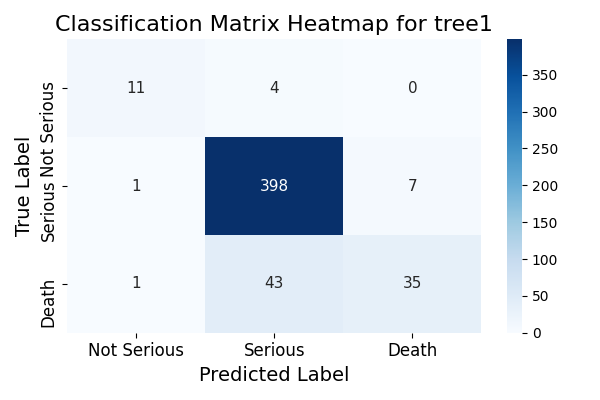 Classification Matrix Heatmap for tree1
True Label
Not Serious
11 4 0
Serious
1 398 7
Death
1 43 35
Not Serious Serious Death
Predicted Label
350
300
250
200
150
100
50
0